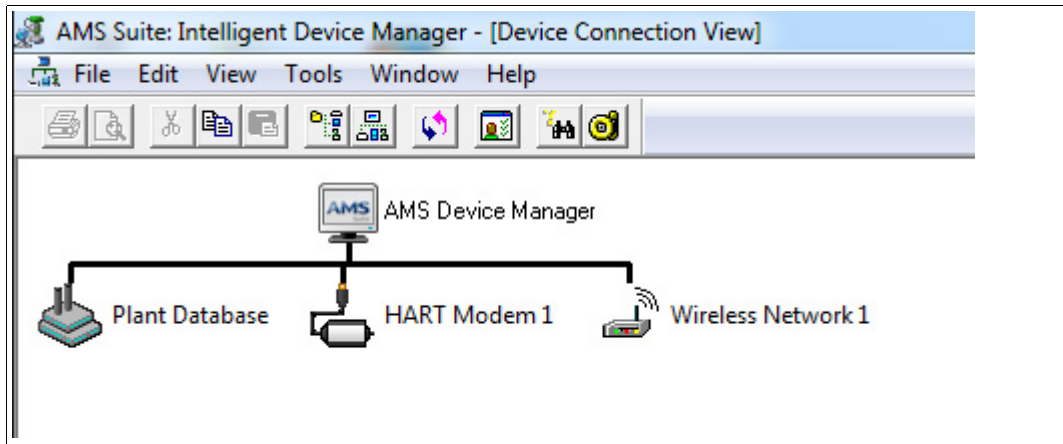 AMS Suite: Intelligent Device Manager - [Device Connection View]
File Edit View Tools Window Help
AMS AMS Device Manager
Plant Database HART Modem 1 Wireless Network 1